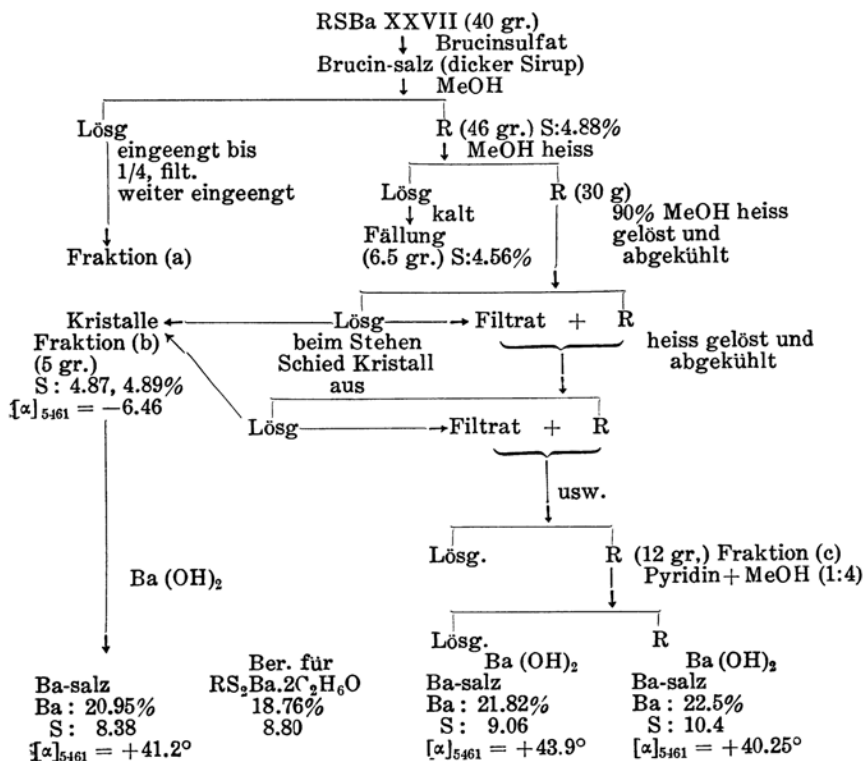 RSBa XXVII (40 gr.)
Brucinsulfat
Brucin-salz (dicker Sirup)
MeOH
Lösg
R (46 gr.) S:4.88%
eingeengt bis
1/4, filt.
weiter eingeengt
MeOH heiss
Lösg
R (30 g)
kalt
90% MeOH heiss
gelöst und
abgekühlt
Fällung
(6.5 gr.) S:4.56%
Fraktion (a)
Kristalle
Fraktion (b)
(5 gr.)
S : 4.87, 4.89%
[α]5461 = −6.46
Lösg
Filtrat + R
beim Stehen
Schied Kristall
aus
heiss gelöst und
abgekühlt
Lösg
Filtrat + R
usw.
Lösg.
R (12 gr,) Fraktion (c)
Pyridin+MeOH (1:4)
Ba (OH)2
Lösg.
R
Ba (OH)2
Ba (OH)2
Ba-salz
Ba : 20.95%
S : 8.38
[α]5461 = +41.2°
Ber. für
RS2Ba.2C2H6O
18.76%
8.80
Ba-salz
Ba : 21.82%
S : 9.06
[α]5461 = +43.9°
Ba-salz
Ba : 22.5%
S : 10.4
[α]5461 = +40.25°